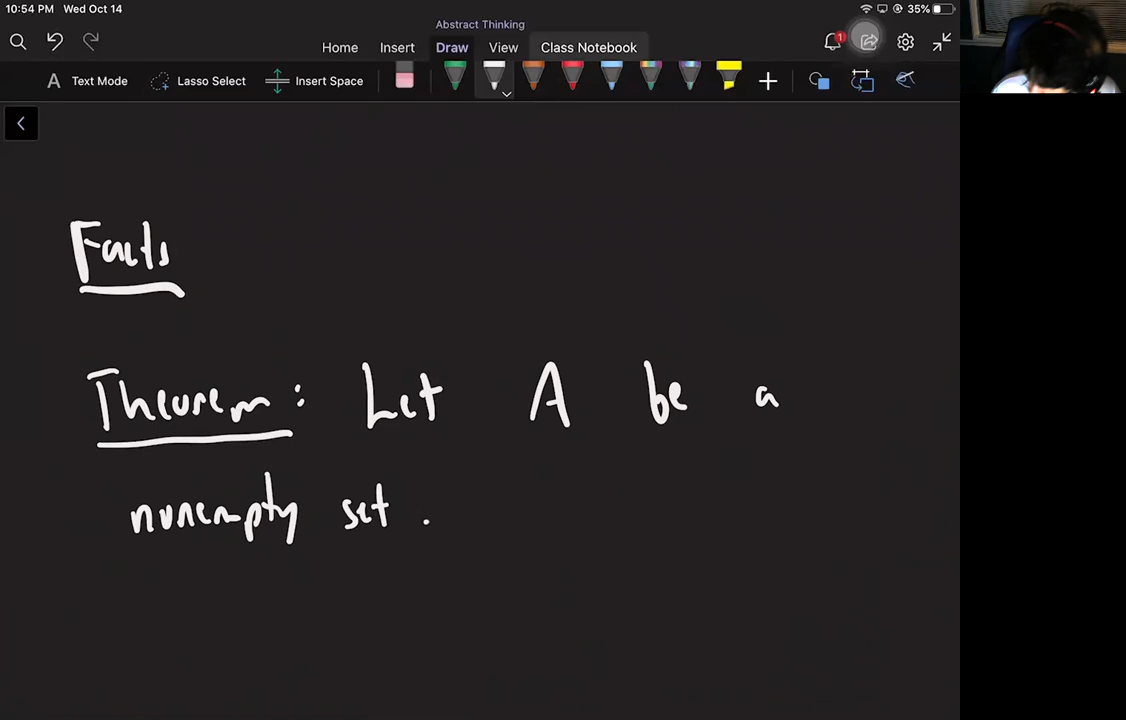 10:54 PM Wed Oct 14
35%
Abstract Thinking
Home Insert Draw View Class Notebook
1
A Text Mode Lasso Select Insert Space
Facts
Theorem: Let A be a
nonempty set.